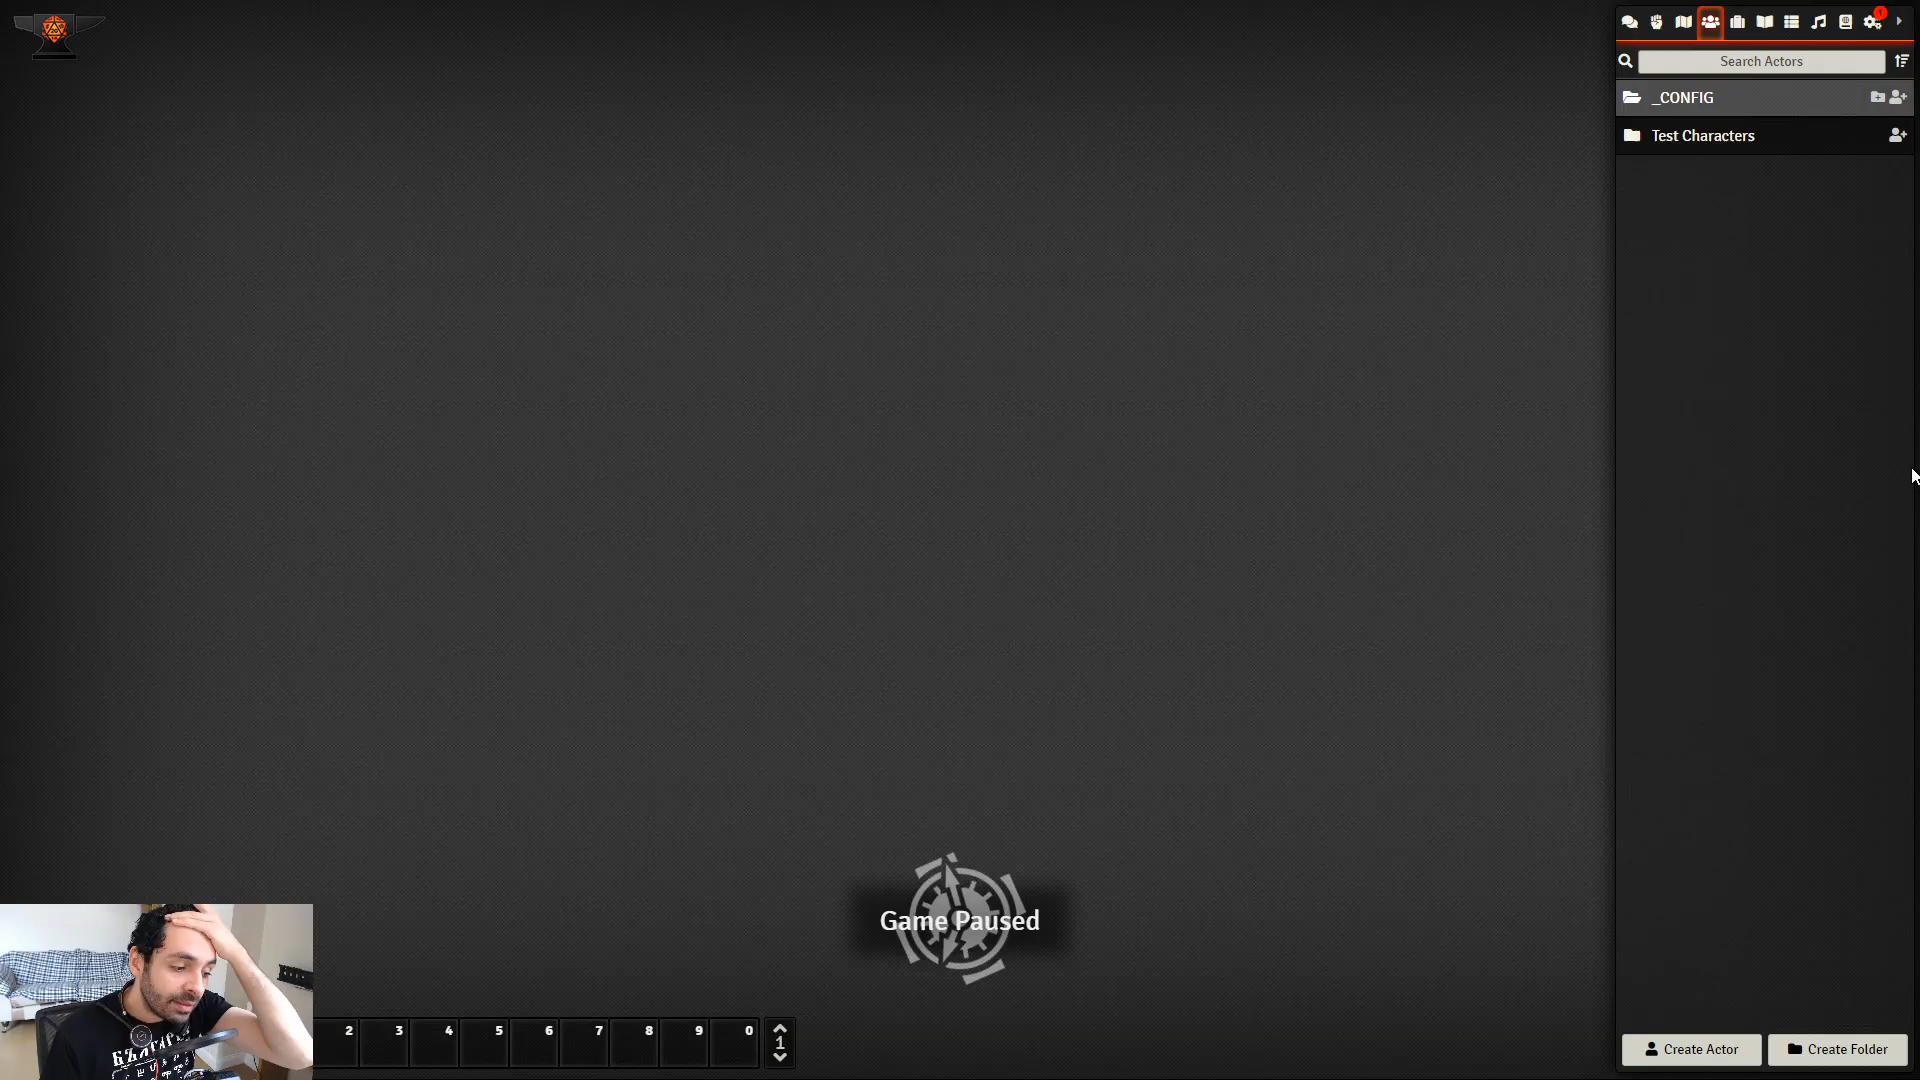 Search Actors
_CONFIG
Test Characters
Game Paused
2 3 4 5 6 7 8 9 0
1
Create Actor
Create Folder